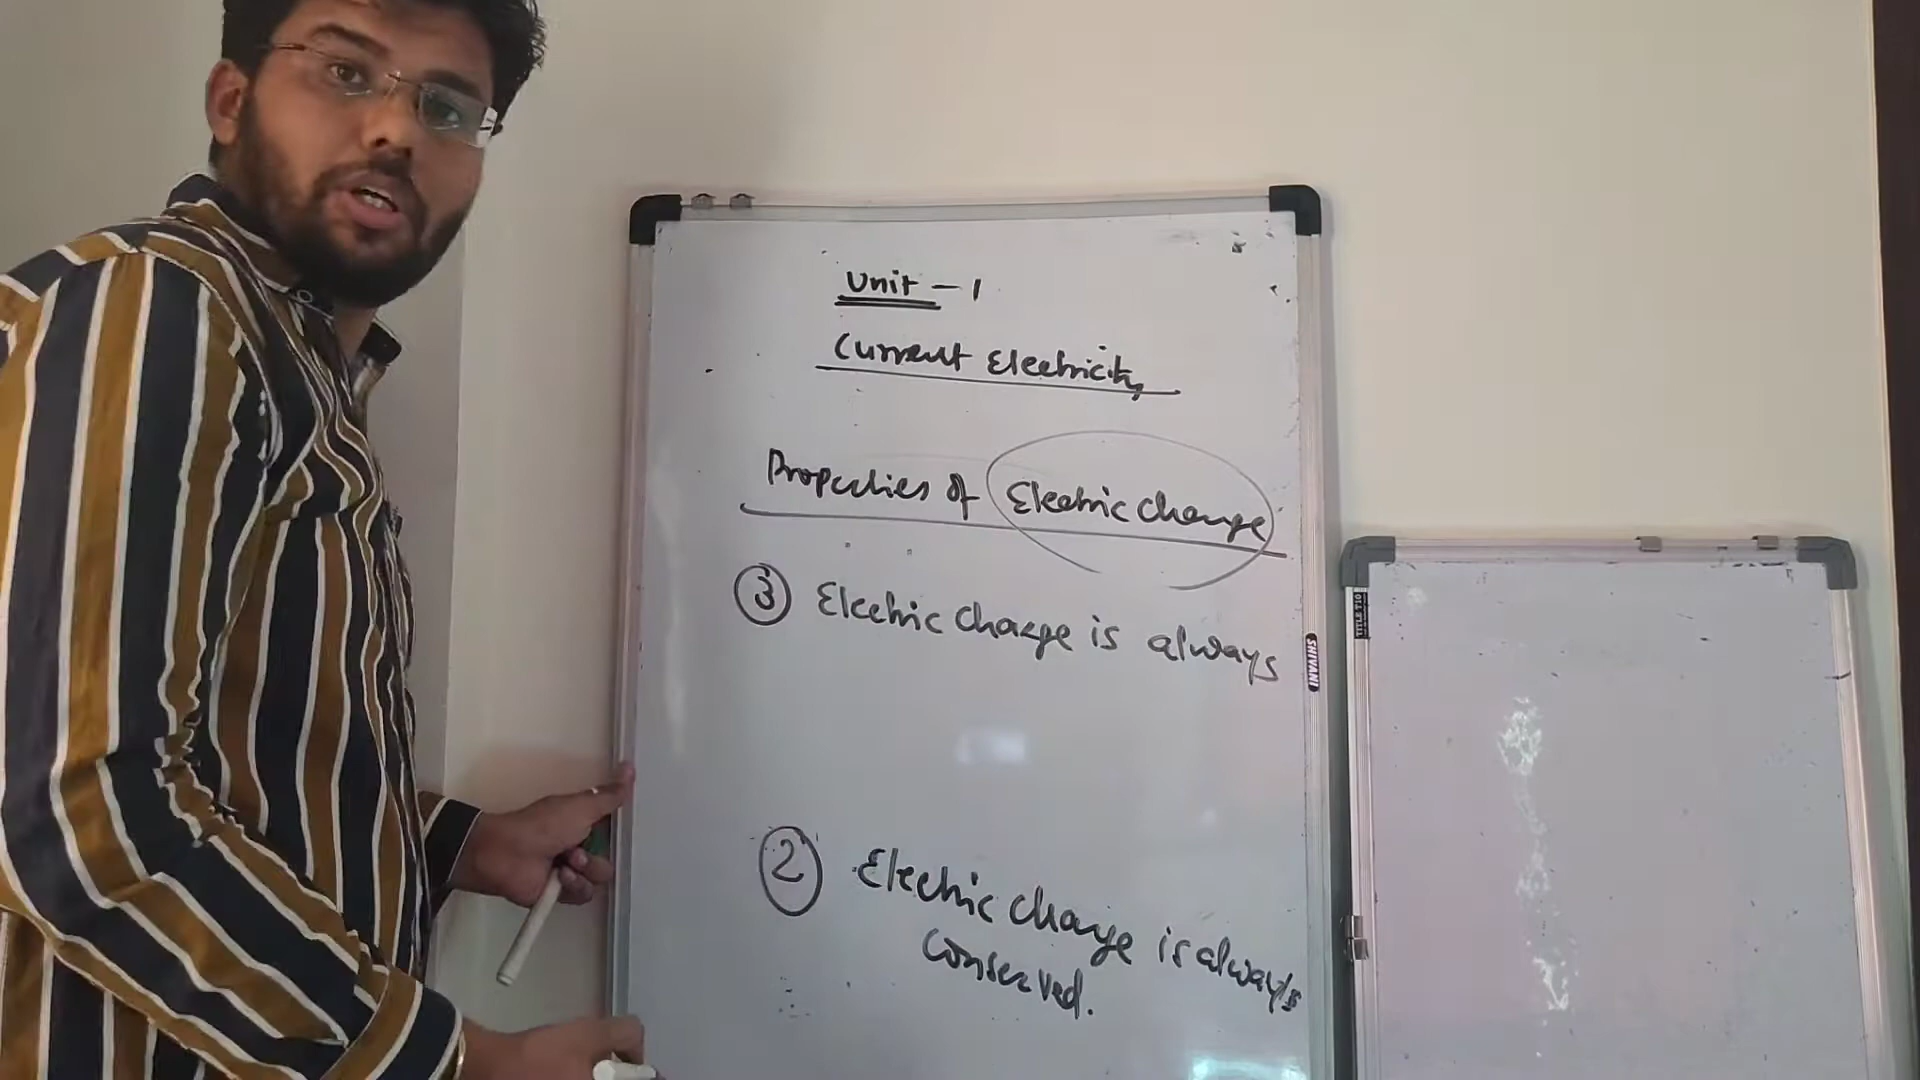 Unit - 1
Current Electricity
Properties of Electric Charge
③ Electric Charge is always
② Electric Charge is always
Conserved.
SHIVANI